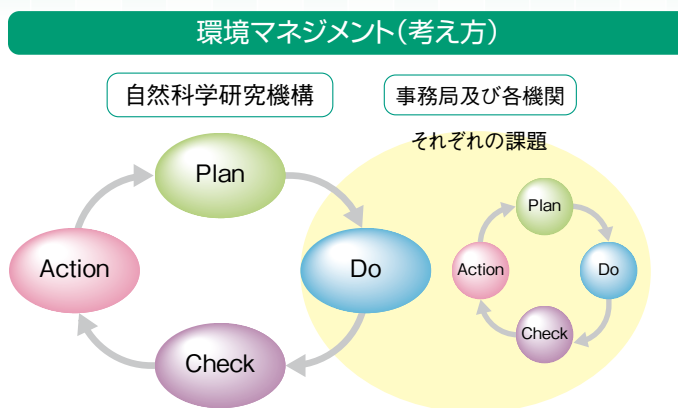 環境マネジメント(考え方)
自然科学研究機構
事務局及び各機関
それぞれの課題
Plan
Do
Check
Action
Plan
Do
Check
Action